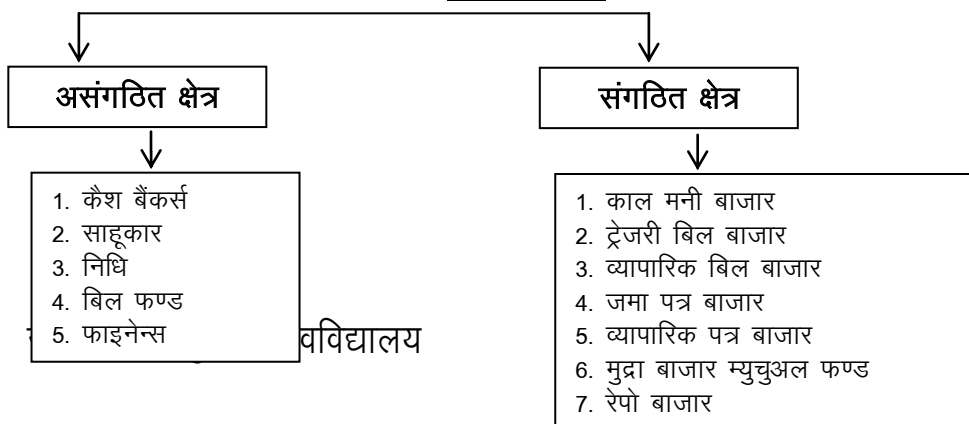 असंगठित क्षेत्र
संगठित क्षेत्र
1. कैश बैंकर्स
2. साहूकार
3. निधि
4. बिल फण्ड
5. फाइनेन्स
1. काल मनी बाजार
2. ट्रेजरी बिल बाजार
3. व्यापारिक बिल बाजार
4. जमा पत्र बाजार
5. व्यापारिक पत्र बाजार
6. मुद्रा बाजार म्युचुअल फण्ड
7. रेपो बाजार